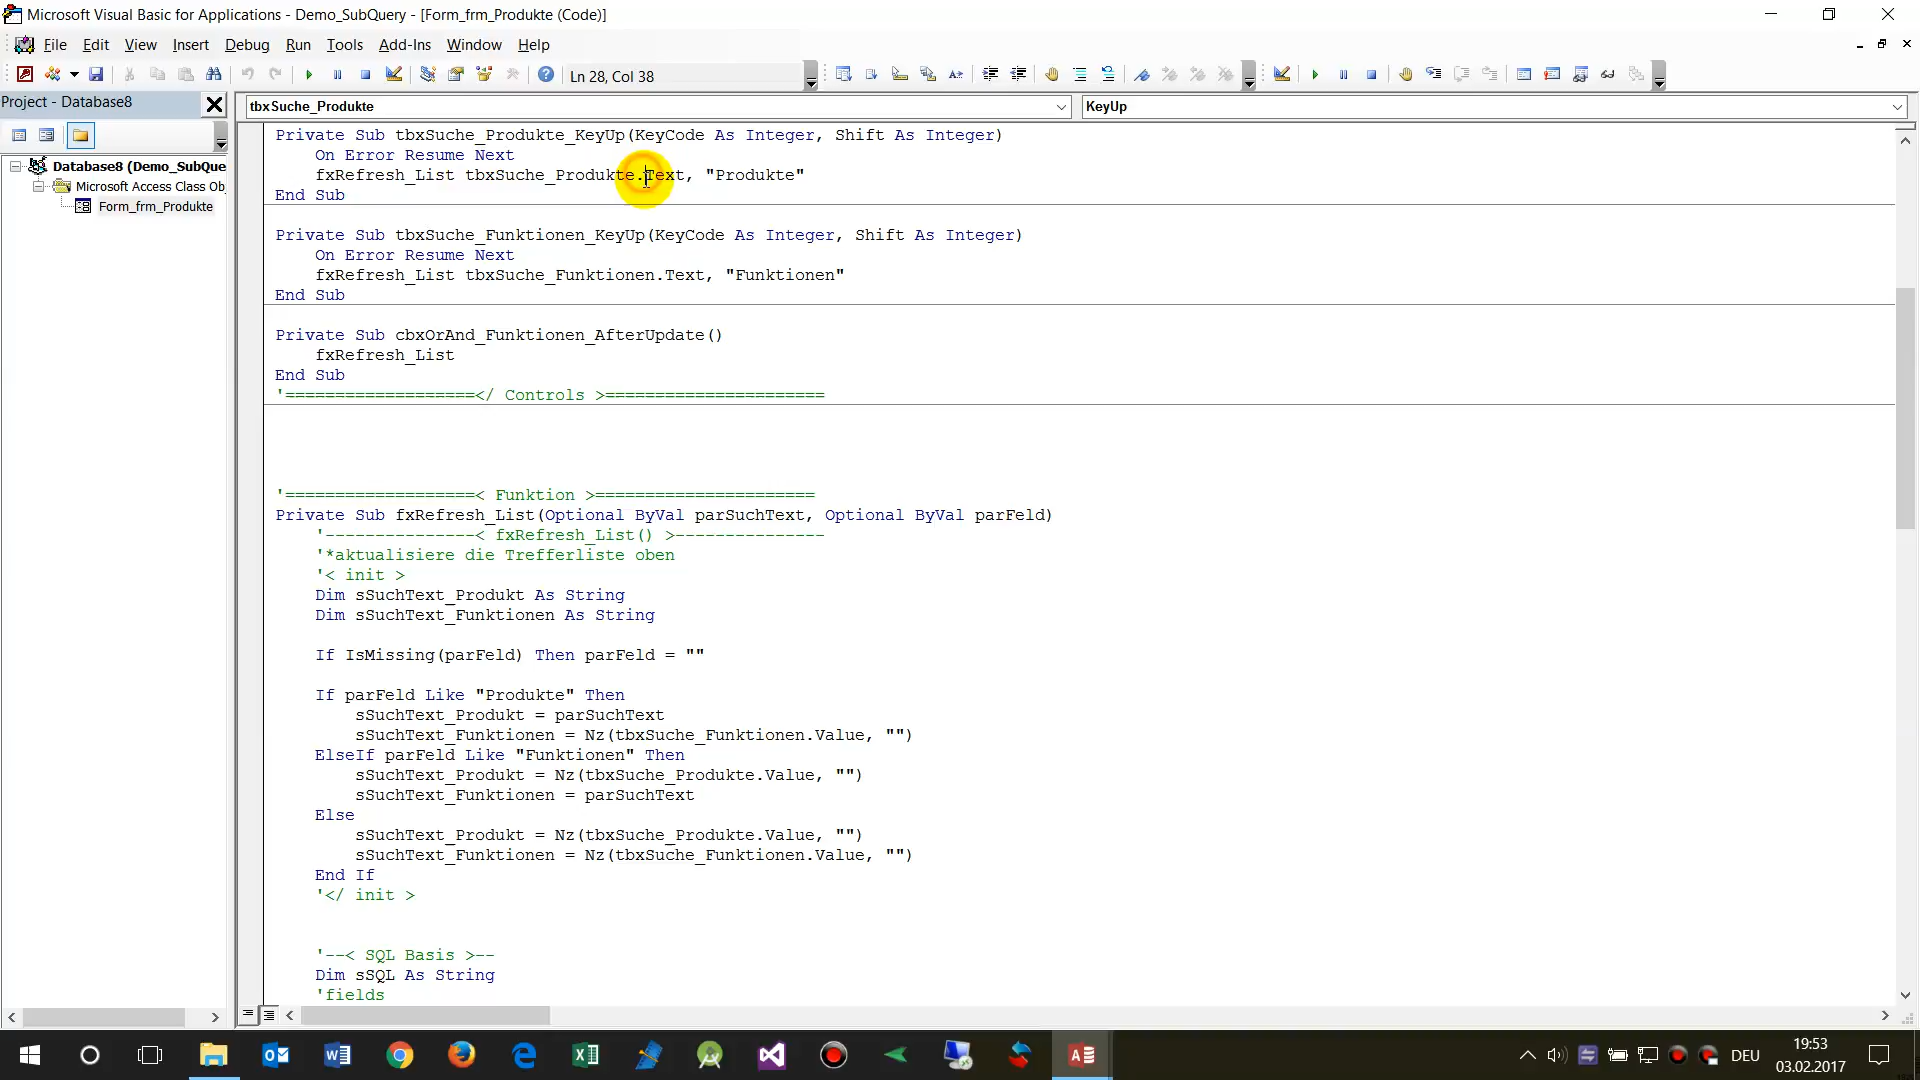 Microsoft Visual Basic for Applications - Demo_SubQuery - [Form_frm_Produkte (Code)]
File Edit View Insert Debug Run Tools Add-Ins Window Help
Ln 28, Col 38
Project - Database8
tbxSuche_Produkte
KeyUp
Database8 (Demo_SubQue
Microsoft Access Class Ob
Form_frm_Produkte
Private Sub tbxSuche_Produkte_KeyUp(KeyCode As Integer, Shift As Integer)
On Error Resume Next
fxRefresh_List tbxSuche_Produkte.Text, "Produkte"
End Sub
Private Sub tbxSuche_Funktionen_KeyUp(KeyCode As Integer, Shift As Integer)
On Error Resume Next
fxRefresh_List tbxSuche_Funktionen.Text, "Funktionen"
End Sub
Private Sub cbxOrAnd_Funktionen_AfterUpdate()
fxRefresh_List
End Sub
'===================</ Controls >======================
'===================< Funktion >======================
Private Sub fxRefresh_List(Optional ByVal parSuchText, Optional ByVal parFeld)
'---------------< fxRefresh_List() >---------------
'*aktualisiere die Trefferliste oben
'< init >
Dim sSuchText_Produkt As String
Dim sSuchText_Funktionen As String
If IsMissing(parFeld) Then parFeld = ""
If parFeld Like "Produkte" Then
sSuchText_Produkt = parSuchText
sSuchText_Funktionen = Nz(tbxSuche_Funktionen.Value, "")
ElseIf parFeld Like "Funktionen" Then
sSuchText_Produkt = Nz(tbxSuche_Produkte.Value, "")
sSuchText_Funktionen = parSuchText
Else
sSuchText_Produkt = Nz(tbxSuche_Produkte.Value, "")
sSuchText_Funktionen = Nz(tbxSuche_Funktionen.Value, "")
End If
'</ init >
'--< SQL Basis >--
Dim sSQL As String
'fields
DEU
19:53
03.02.2017